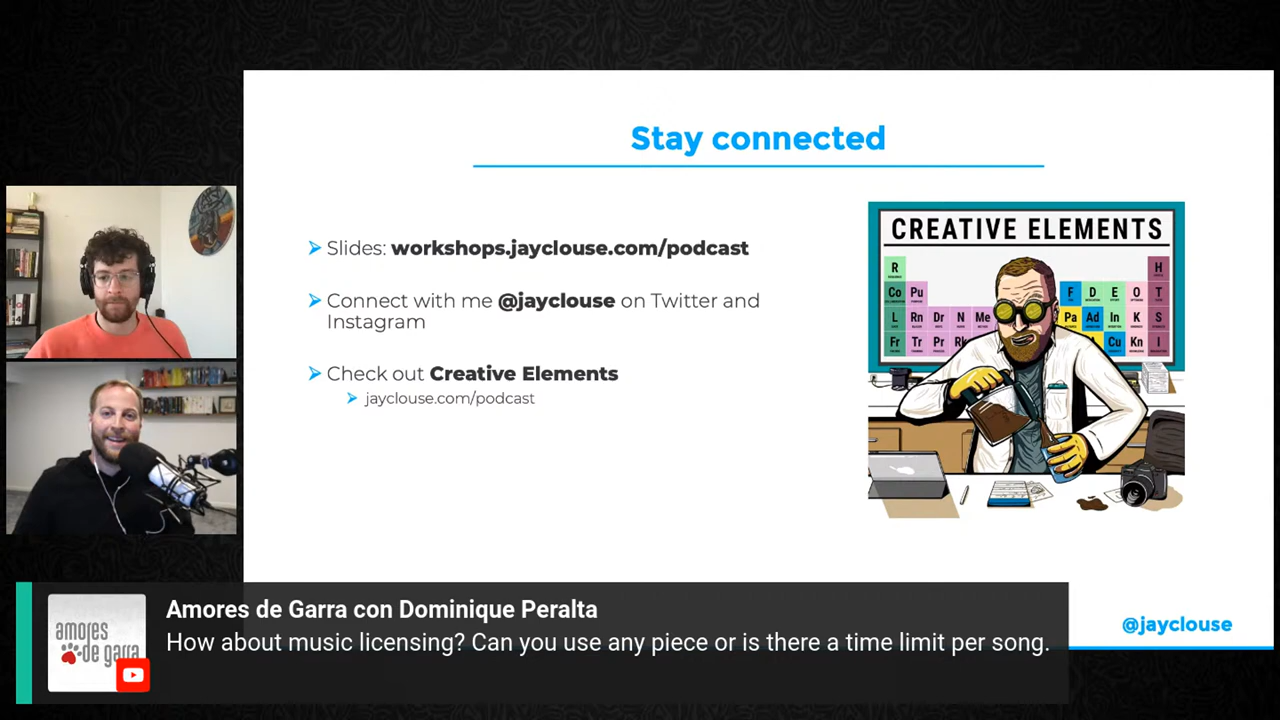 Stay connected
Slides: workshops.jayclouse.com/podcast
Connect with me @jayclouse on Twitter and
Instagram
Check out Creative Elements
jayclouse.com/podcast
CREATIVE ELEMENTS
R H
Co Pu F D E O T
L Rn Dr N Me Pa Ad In K S
Fr Tr Pr Rk A Cu Kn I
@jayclouse
amores
de garra
Amores de Garra con Dominique Peralta
How about music licensing? Can you use any piece or is there a time limit per song.